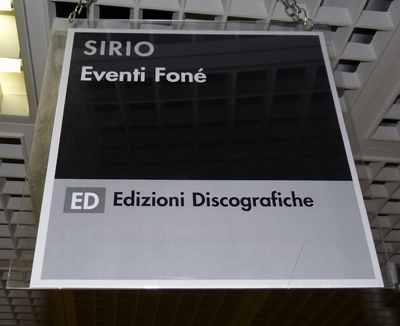 SIRIO
Eventi Foné
ED Edizioni Discografiche